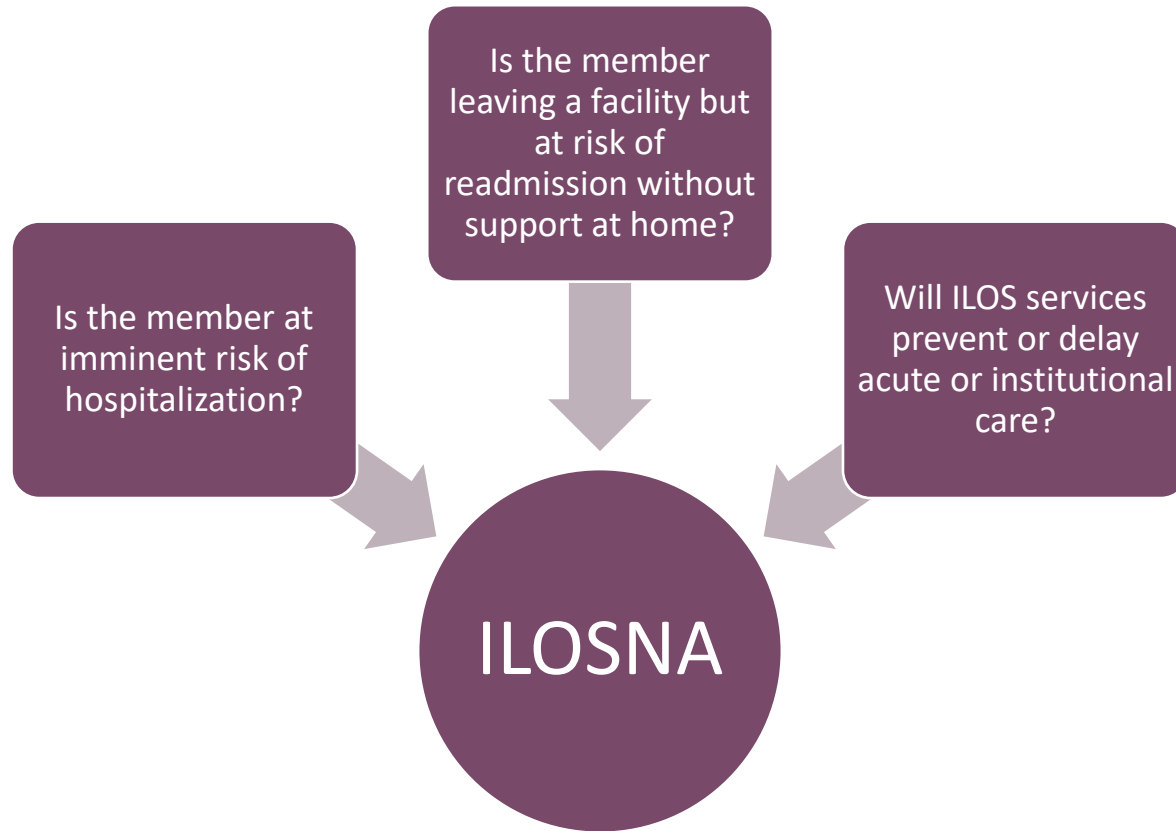 Is the member
leaving a facility but
at risk of
readmission without
support at home?
Is the member at
imminent risk of
hospitalization?
Will ILOS services
prevent or delay
acute or institutional
care?
ILOSNA